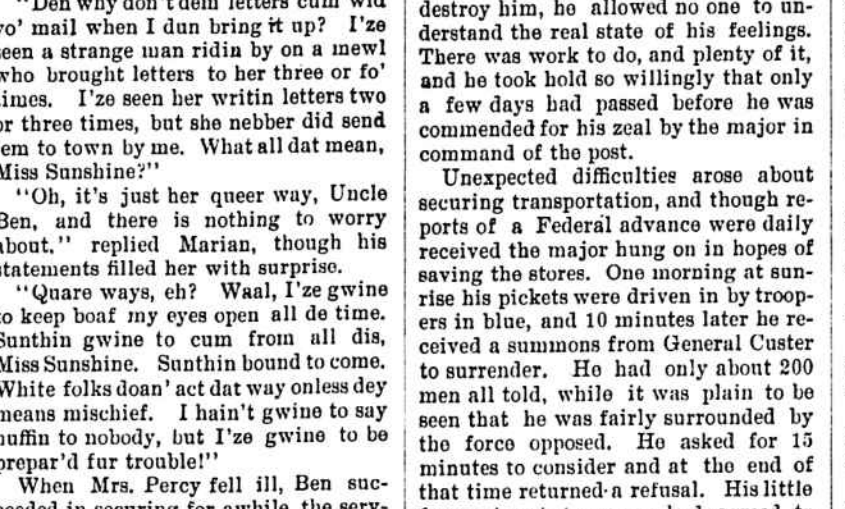 "Den why don't dem letters cum wid
yo' mail when I dun bring it up? I'ze
seen a strange man ridin by on a mewl
who brought letters to her three or fo'
times. I'ze seen her writin letters two
or three times, but she nebber did send
em to town by me. What all dat mean,
Miss Sunshine?"
"Oh, it's just her queer way, Uncle
Ben, and there is nothing to worry
about," replied Marian, though his
statements filled her with surprise.
"Quare ways, eh? Waal, I'ze gwine
to keep boaf my eyes open all de time.
Sunthin gwine to cum from all dis,
Miss Sunshine. Sunthin bound to come.
White folks doan' act dat way onless dey
means mischief. I hain't gwine to say
nuffin to nobody, but I'ze gwine to be
prepar'd fur trouble!"
When Mrs. Percy fell ill, Ben suc-
ceeded in securing for awhile the serv-
destroy him, he allowed no one to un-
derstand the real state of his feelings.
There was work to do, and plenty of it,
and he took hold so willingly that only
a few days had passed before he was
commended for his zeal by the major in
command of the post.
Unexpected difficulties arose about
securing transportation, and though re-
ports of a Federal advance were daily
received the major hung on in hopes of
saving the stores. One morning at sun-
rise his pickets were driven in by troop-
ers in blue, and 10 minutes later he re-
ceived a summons from General Custer
to surrender. He had only about 200
men all told, while it was plain to be
seen that he was fairly surrounded by
the force opposed. He asked for 15
minutes to consider and at the end of
that time returned a refusal. His little